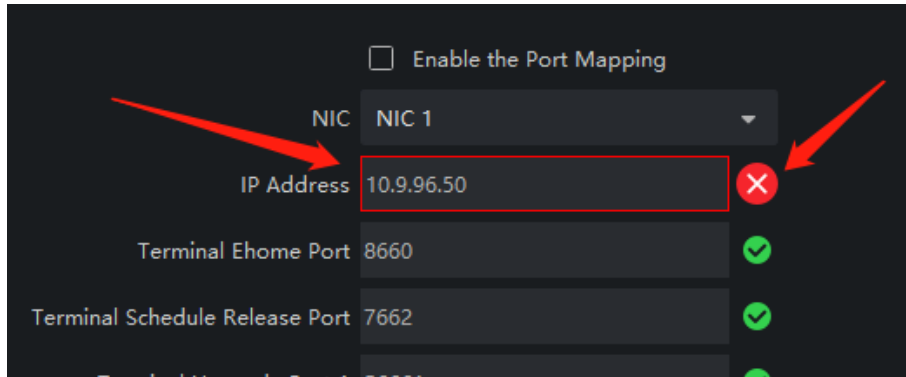 Enable the Port Mapping
NIC NIC 1
IP Address 10.9.96.50
Terminal Ehome Port 8660
Terminal Schedule Release Port 7662